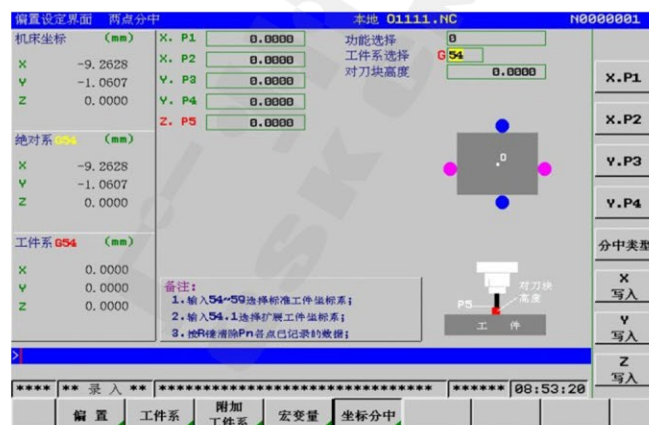 偏置设定界面 两点分中 本地 O1111.NC N0000001
机床坐标 (mm)
X -9.2628
Y -1.0607
Z 0.0000
绝对系 G54 (mm)
X -9.2628
Y -1.0607
Z 0.0000
工件系 G54 (mm)
X 0.0000
Y 0.0000
Z 0.0000
X. P1 0.0000
X. P2 0.0000
Y. P3 0.0000
Y. P4 0.0000
Z. P5 0.0000
功能选择 0
工件系选择 G 54
对刀块高度 0.0000
0
对刀块
高度
P5
工 件
备注:
1.输入54~59选择标准工件坐标系;
2.输入54.1选择扩展工件坐标系;
3.按R键清除Pn各点已记录的数据;
X.P1
X.P2
Y.P3
Y.P4
分中类型
X
写入
Y
写入
Z
写入
>
**** ** 录 入 ** ******************************** ****** 08:53:20
偏 置 工件系 附加 宏变量 坐标分中
工件系